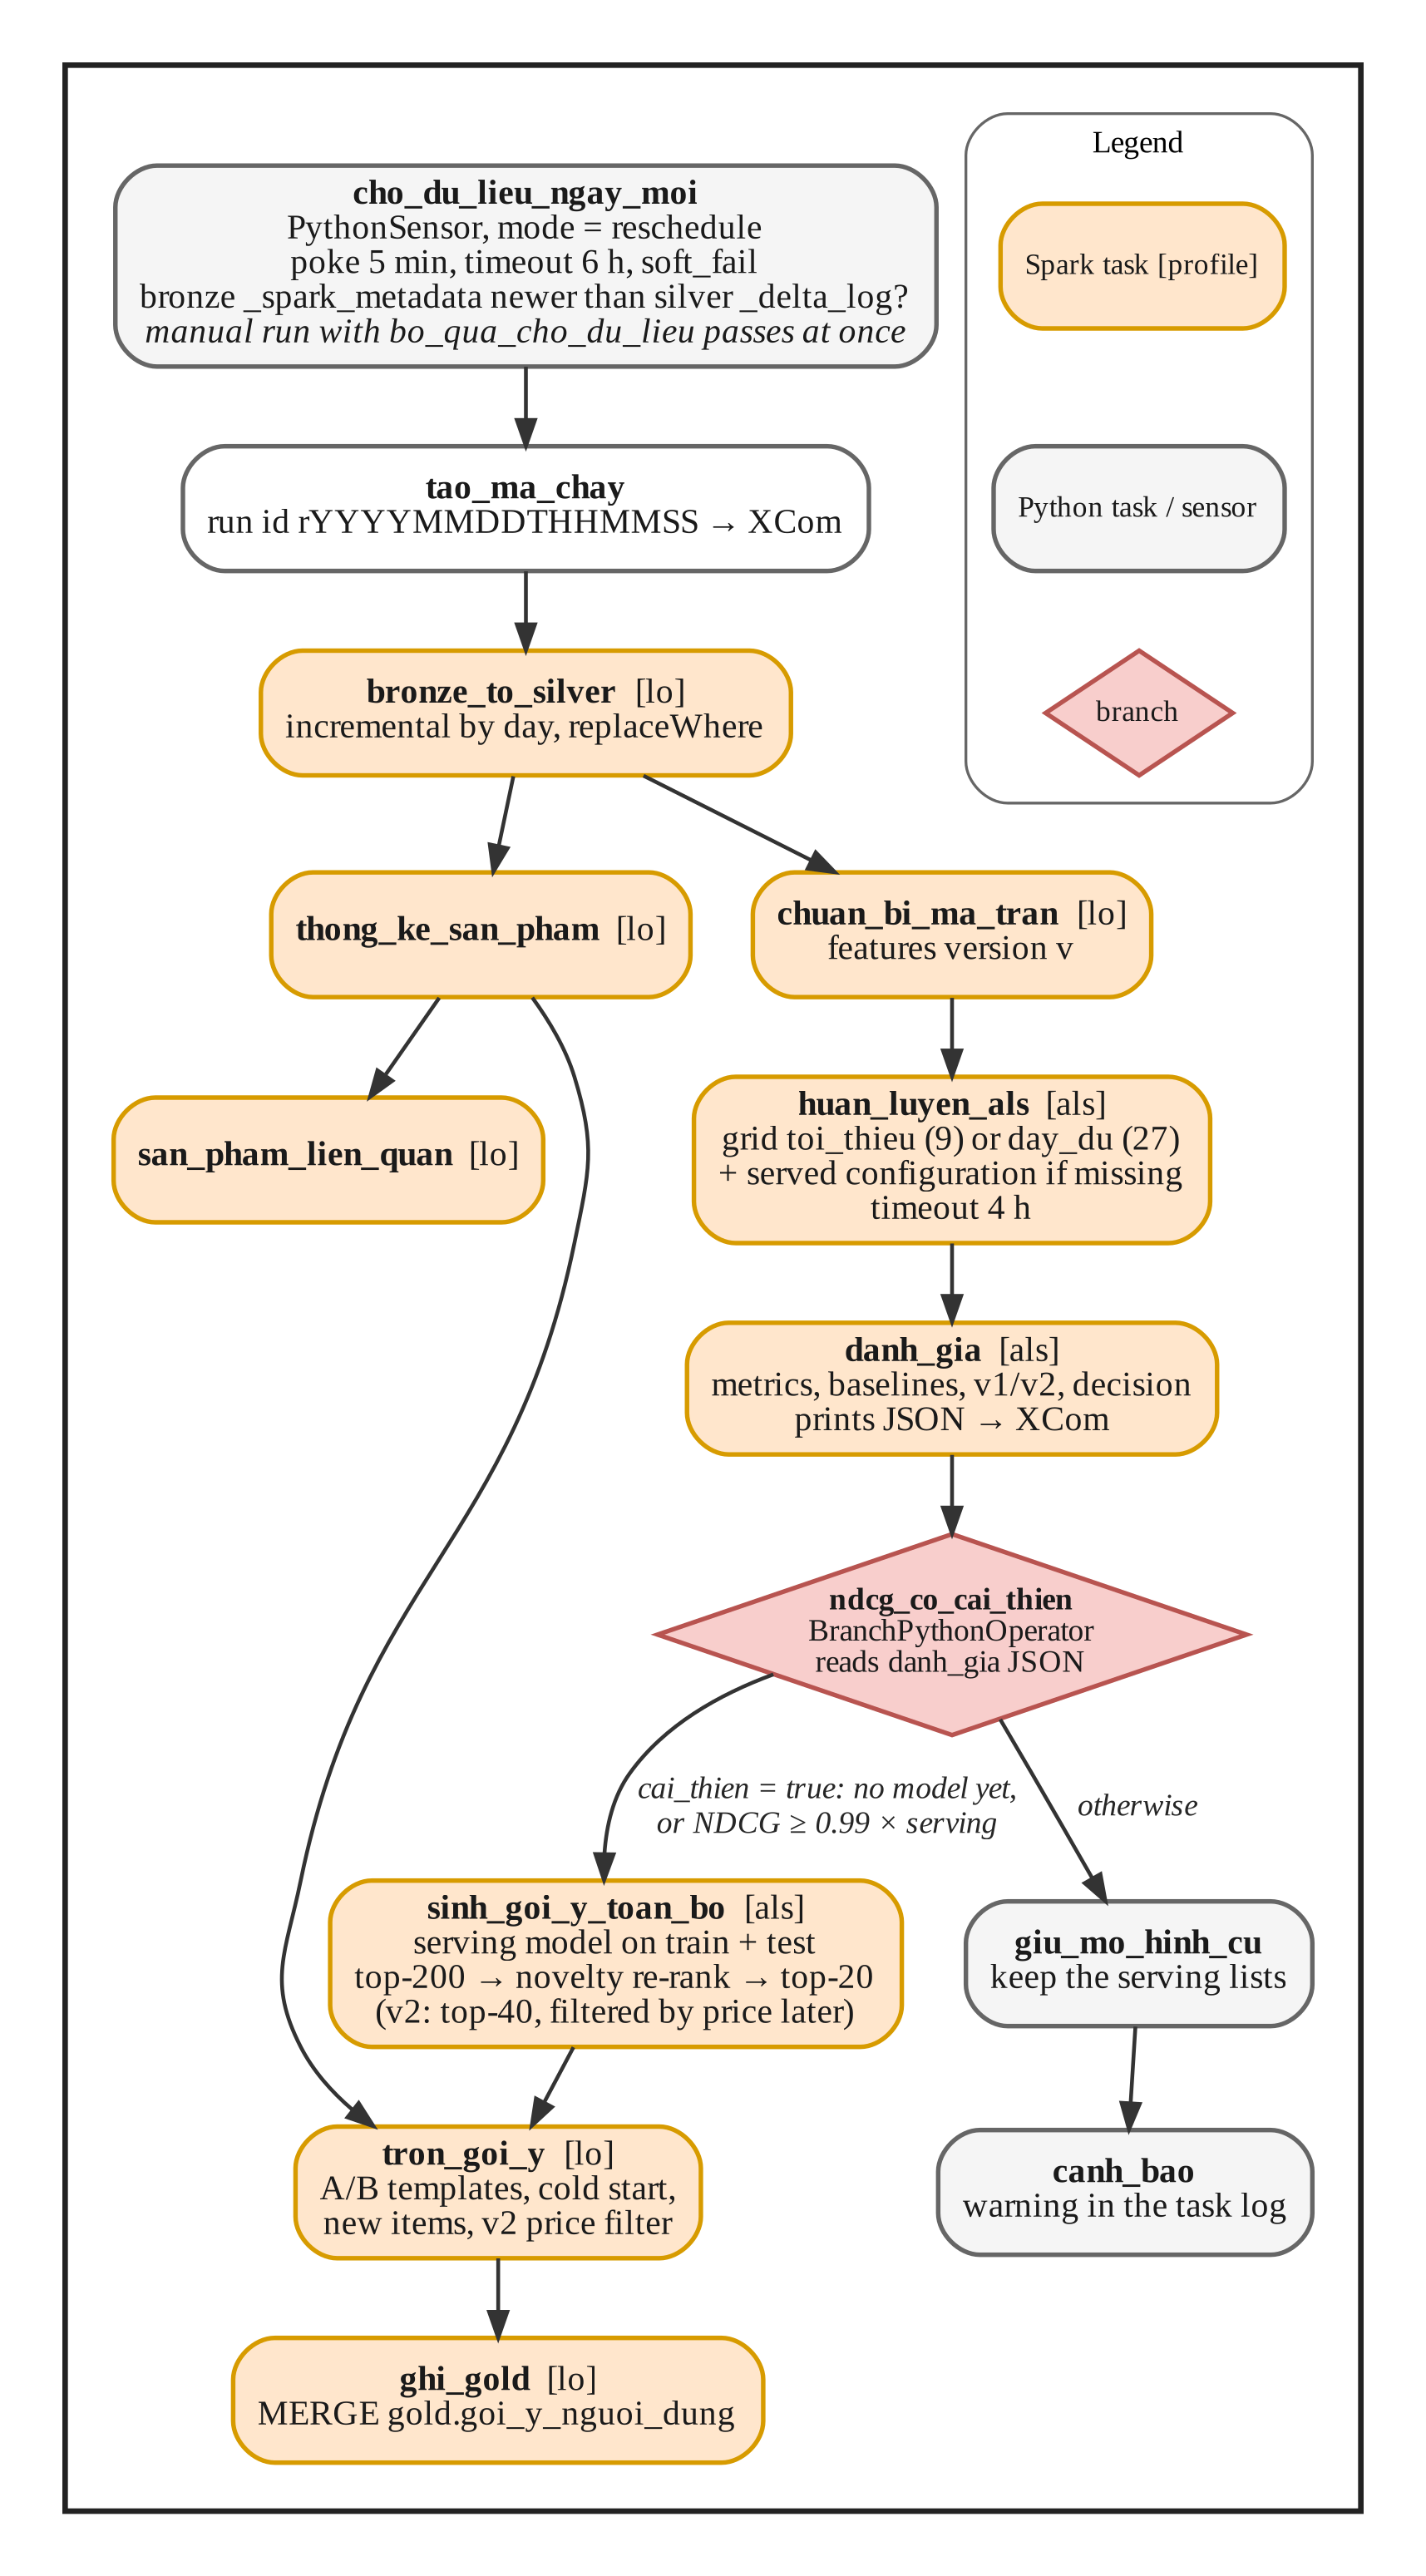 Legend
Spark task [profile]
Python task / sensor
branch
cho_du_lieu_ngay_moi
PythonSensor, mode = reschedule
poke 5 min, timeout 6 h, soft_fail
bronze _spark_metadata newer than silver _delta_log?
manual run with bo_qua_cho_du_lieu passes at once
tao_ma_chay
run id rYYYYMMDDTHHMMSS → XCom
bronze_to_silver [lo]
incremental by day, replaceWhere
thong_ke_san_pham [lo]
chuan_bi_ma_tran [lo]
features version v
san_pham_lien_quan [lo]
huan_luyen_als [als]
grid toi_thieu (9) or day_du (27)
+ served configuration if missing
timeout 4 h
danh_gia [als]
metrics, baselines, v1/v2, decision
prints JSON → XCom
ndcg_co_cai_thien
BranchPythonOperator
reads danh_gia JSON
cai_thien = true: no model yet,
or NDCG ≥ 0.99 × serving
otherwise
sinh_goi_y_toan_bo [als]
serving model on train + test
top-200 → novelty re-rank → top-20
(v2: top-40, filtered by price later)
giu_mo_hinh_cu
keep the serving lists
tron_goi_y [lo]
A/B templates, cold start,
new items, v2 price filter
canh_bao
warning in the task log
ghi_gold [lo]
MERGE gold.goi_y_nguoi_dung